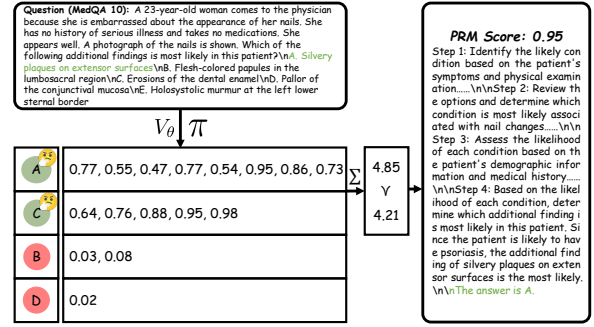 Question (MedQA 10): A 23-year-old woman comes to the physician
because she is embarrassed about the appearance of her nails. She
has no history of serious illness and takes no medications. She
appears well. A photograph of the nails is shown. Which of the
following additional findings is most likely in this patient?\nA. Silvery
plaques on extensor surfaces\nB. Flesh-colored papules in the
lumbosacral region\nC. Erosions of the dental enamel\nD. Pallor of
the conjunctival mucosa\nE. Holosystolic murmur at the left lower
sternal border
Vθ π
A 0.77, 0.55, 0.47, 0.77, 0.54, 0.95, 0.86, 0.73
C 0.64, 0.76, 0.88, 0.95, 0.98
B 0.03, 0.08
D 0.02
Σ
4.85
Y
4.21
PRM Score: 0.95
Step 1: Identify the likely con
dition based on the patient's
symptoms and physical examin
ation......\n\nStep 2: Review th
e options and determine which
condition is most likely associ
ated with nail changes......\n\n
Step 3: Assess the likelihood
of each condition based on th
e patient's demographic infor
mation and medical history......
\n\nStep 4: Based on the likel
ihood of each condition, deter
mine which additional finding i
s most likely in this patient. Si
nce the patient is likely to hav
e psoriasis, the additional find
ing of silvery plaques on exten
sor surfaces is the most likely.
\n\nThe answer is A.